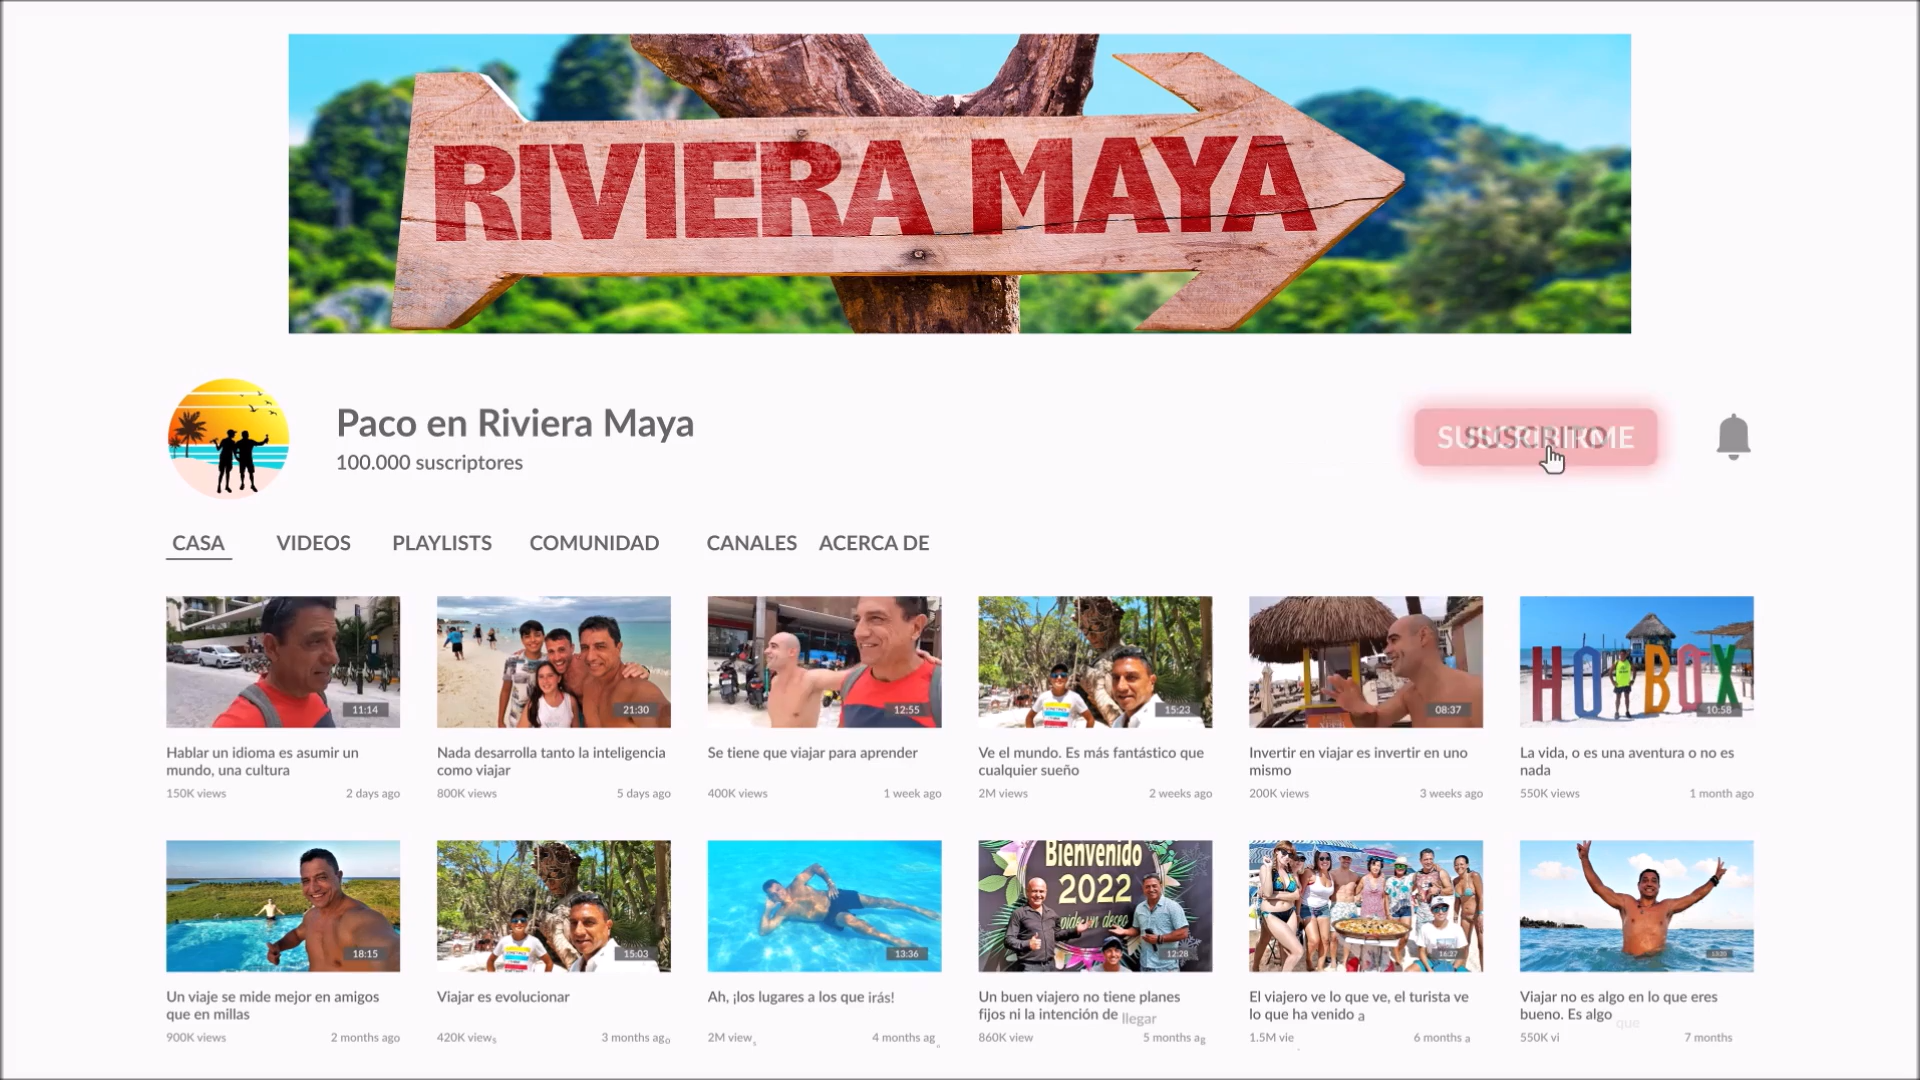 RIVIERA MAYA
Paco en Riviera Maya
100.000 suscriptores
SUSCRIBIRME
CASA VIDEOS PLAYLISTS COMUNIDAD CANALES ACERCA DE
11:14
21:30
12:55
15:23
08:37
HOLBOX
10:58
Hablar un idioma es asumir un
mundo, una cultura
150K views 2 days ago
Nada desarrolla tanto la inteligencia
como viajar
800K views 5 days ago
Se tiene que viajar para aprender
400K views 1 week ago
Ve el mundo. Es más fantástico que
cualquier sueño
2M views 2 weeks ago
Invertir en viajar es invertir en uno
mismo
200K views 3 weeks ago
La vida, o es una aventura o no es
nada
550K views 1 month ago
18:15
15:03
13:36
Bienvenido
2022
pide un deseo
12:28
16:27
Un viaje se mide mejor en amigos
que en millas
900K views 2 months ago
Viajar es evolucionar
420K views 3 months ago
Ah, ¡los lugares a los que irás!
2M views 4 months ag
Un buen viajero no tiene planes
fijos ni la intención de llegar
860K view 5 months ag
El viajero ve lo que ve, el turista ve
lo que ha venido a
1.5M vie 6 months a
Viajar no es algo en lo que eres
bueno. Es algo que
550K vi 7 months